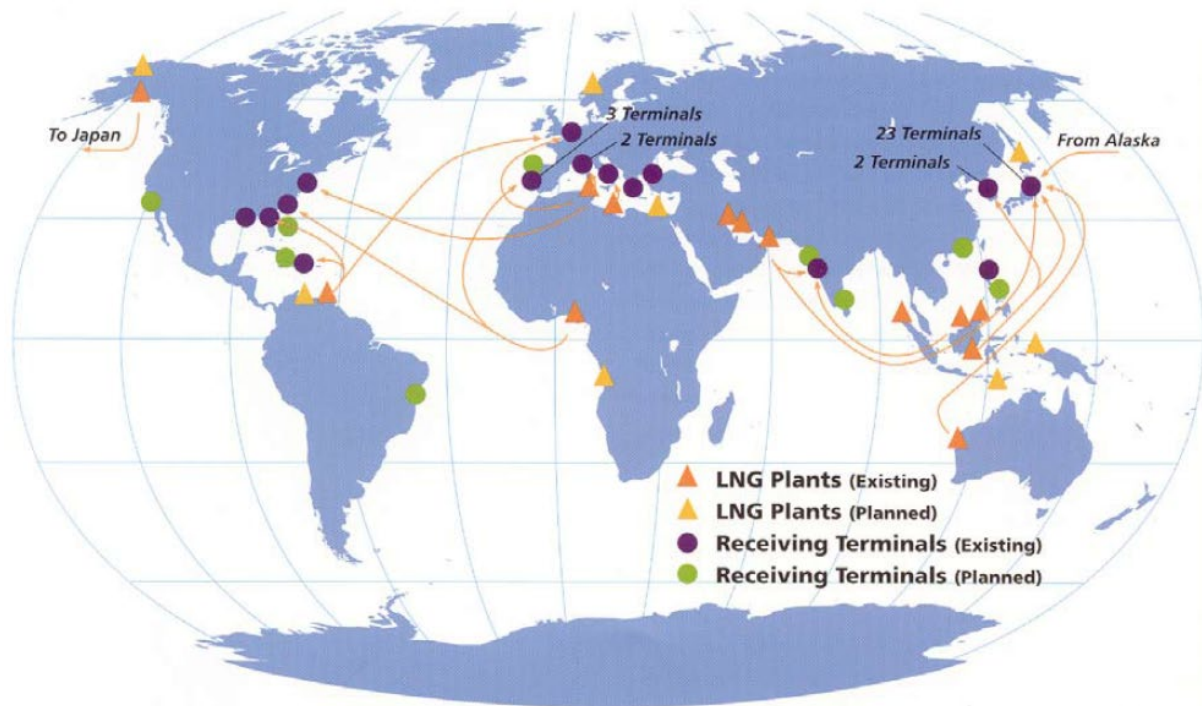 3 Terminals
To Japan
2 Terminals
23 Terminals
From Alaska
2 Terminals
LNG Plants (Existing)
LNG Plants (Planned)
Receiving Terminals (Existing)
Receiving Terminals (Planned)